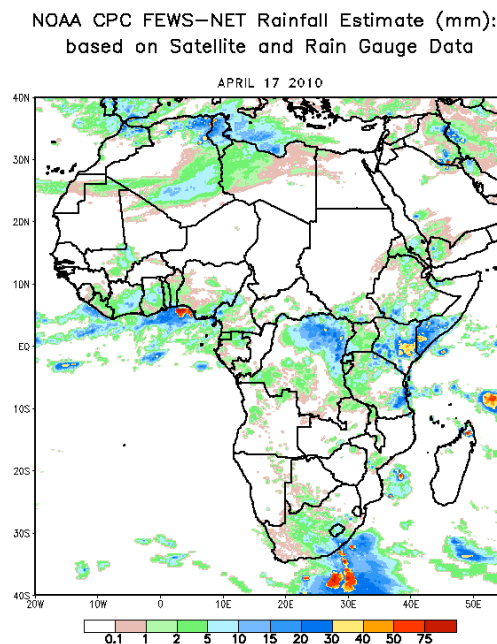 NOAA CPC FEWS-NET Rainfall Estimate (mm):
based on Satellite and Rain Gauge Data
APRIL 17 2010
40N
30N
20N
10N
EQ
10S
20S
30S
40S
20W 10W 0 10E 20E 30E 40E 50E
0.1 1 2 5 10 15 20 30 40 50 75